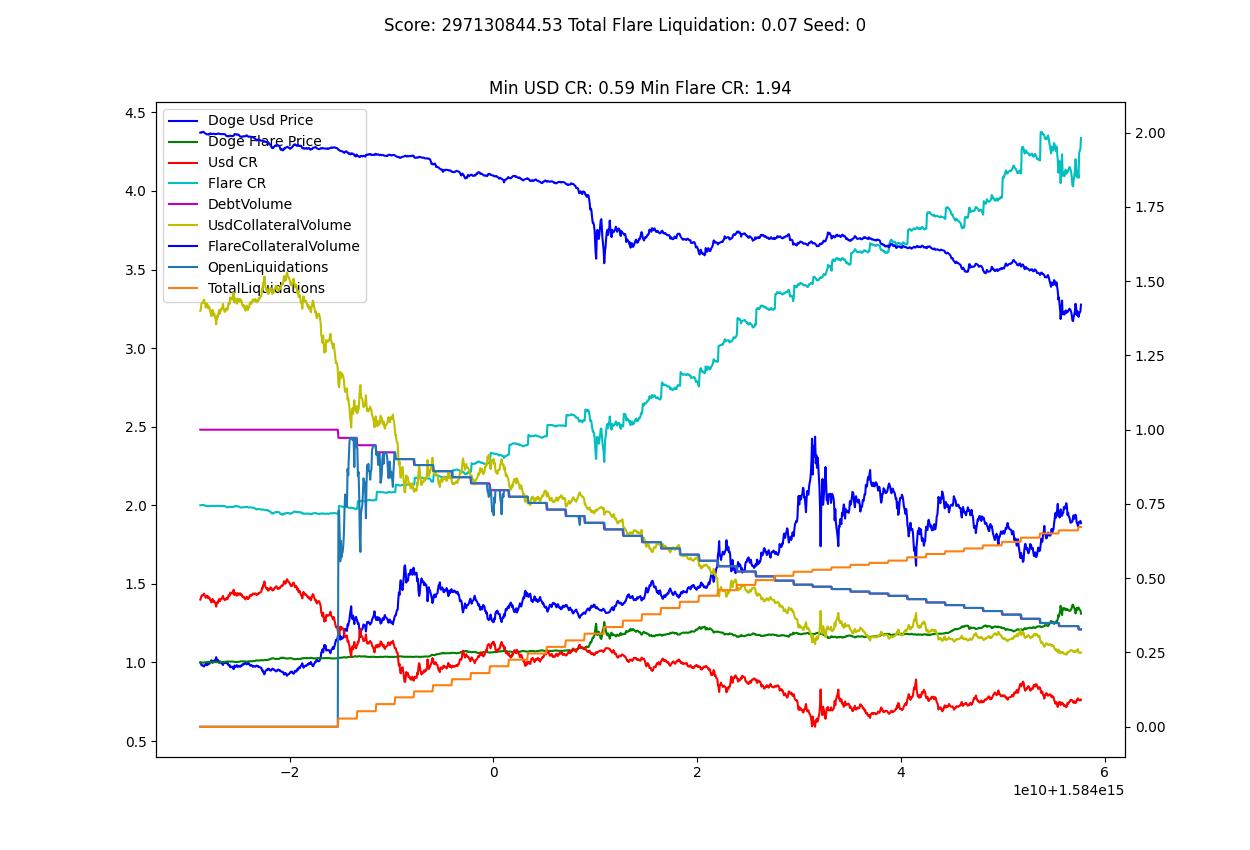 Score: 297130844.53 Total Flare Liquidation: 0.07 Seed: 0
Min USD CR: 0.59 Min Flare CR: 1.94
Doge Usd Price
Doge Flare Price
Usd CR
Flare CR
DebtVolume
UsdCollateralVolume
FlareCollateralVolume
OpenLiquidations
TotalLiquidations
4.5
4.0
3.5
3.0
2.5
2.0
1.5
1.0
0.5
2.00
1.75
1.50
1.25
1.00
0.75
0.50
0.25
0.00
−2
0
2
4
6
1e10+1.584e15